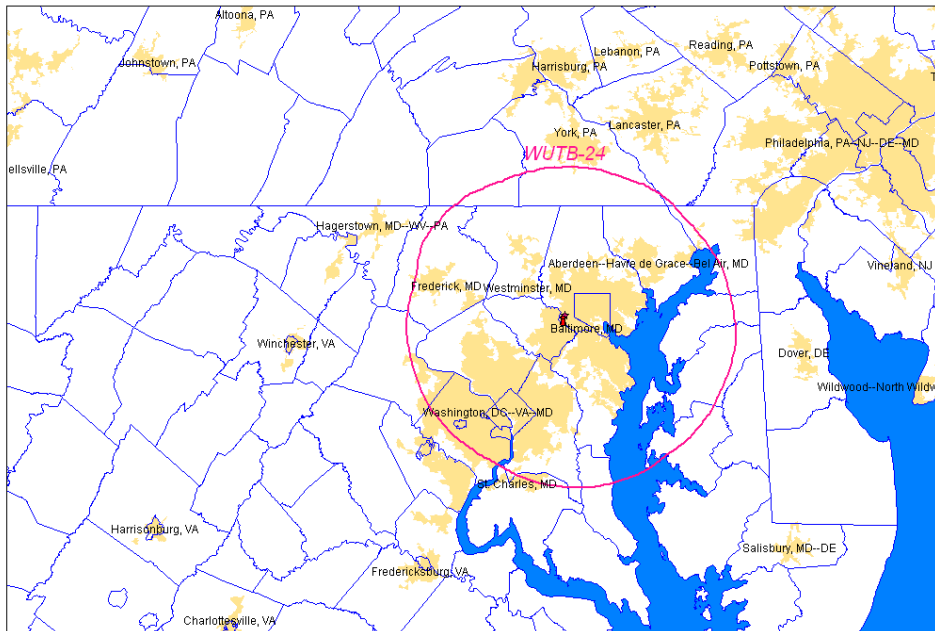 Altoona, PA
Johnstown, PA
Harrisburg, PA
Lebanon, PA
Reading, PA
Pottstown, PA
York, PA
Lancaster, PA
Philadelphia, PA--NJ--DE--MD
WUTB-24
ellsville, PA
Hagerstown, MD--WV--PA
Aberdeen--Havre de Grace--Bel Air, MD
Vineland, NJ
Frederick, MD
Westminster, MD
Baltimore, MD
Winchester, VA
Dover, DE
Wildwood--North Wildw
Washington, DC--VA--MD
St. Charles, MD
Harrisonburg, VA
Salisbury, MD--DE
Fredericksburg, VA
Charlottesville, VA